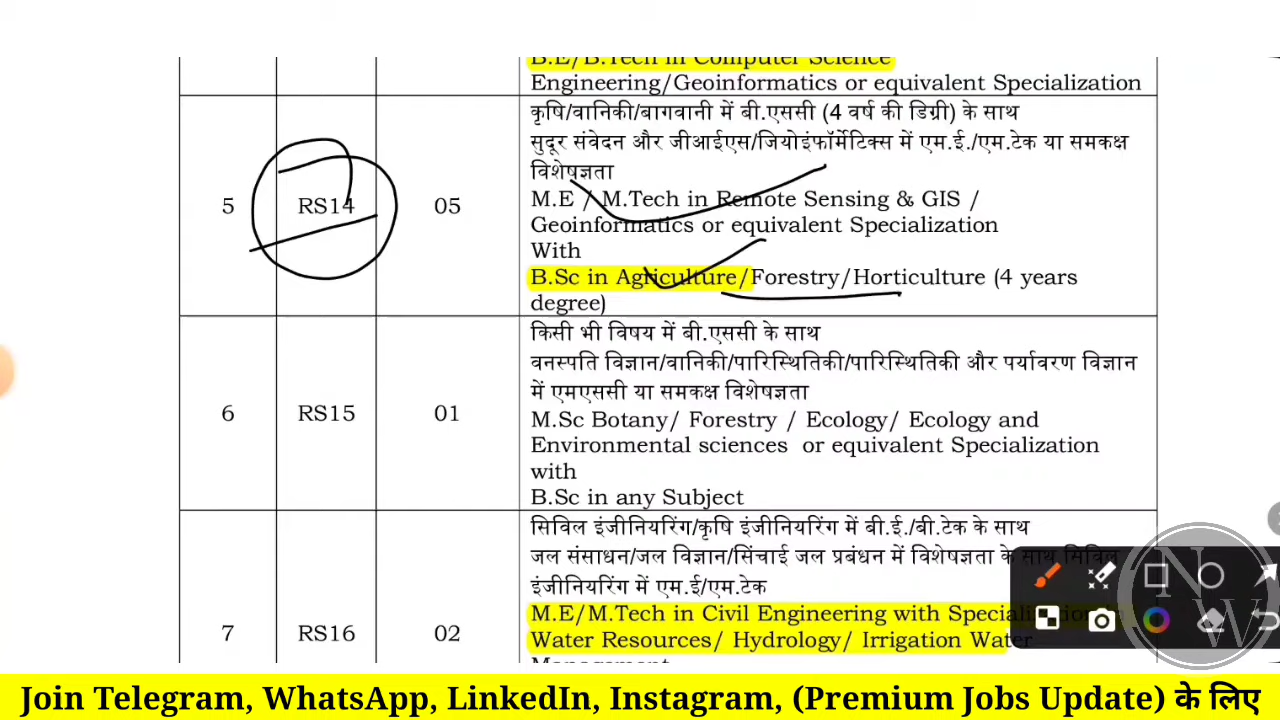 B.E/B.Tech in Computer Science
Engineering/Geoinformatics or equivalent Specialization
कृषि/वानिकी/बागवानी में बी.एससी (4 वर्ष की डिग्री) के साथ
सुदूर संवेदन और जीआईएस/जियोइंफॉर्मेटिक्स में एम.ई./एम.टेक या समकक्ष
विशेषज्ञता
5 RS14 05
M.E / M.Tech in Remote Sensing & GIS /
Geoinformatics or equivalent Specialization
With
B.Sc in Agriculture/Forestry/Horticulture (4 years
degree)
किसी भी विषय में बी.एससी के साथ
वनस्पति विज्ञान/वानिकी/पारिस्थितिकी/पारिस्थितिकी और पर्यावरण विज्ञान
में एमएससी या समकक्ष विशेषज्ञता
6 RS15 01
M.Sc Botany/ Forestry / Ecology/ Ecology and
Environmental sciences or equivalent Specialization
with
B.Sc in any Subject
सिविल इंजीनियरिंग/कृषि इंजीनियरिंग में बी.ई./बी.टेक के साथ
जल संसाधन/जल विज्ञान/सिंचाई जल प्रबंधन में विशेषज्ञता के साथ सिविल
इंजीनियरिंग में एम.ई/एम.टेक
7 RS16 02
M.E/M.Tech in Civil Engineering with Specialization in
Water Resources/ Hydrology/ Irrigation Water
Management
N W
Join Telegram, WhatsApp, LinkedIn, Instagram, (Premium Jobs Update) के लिए